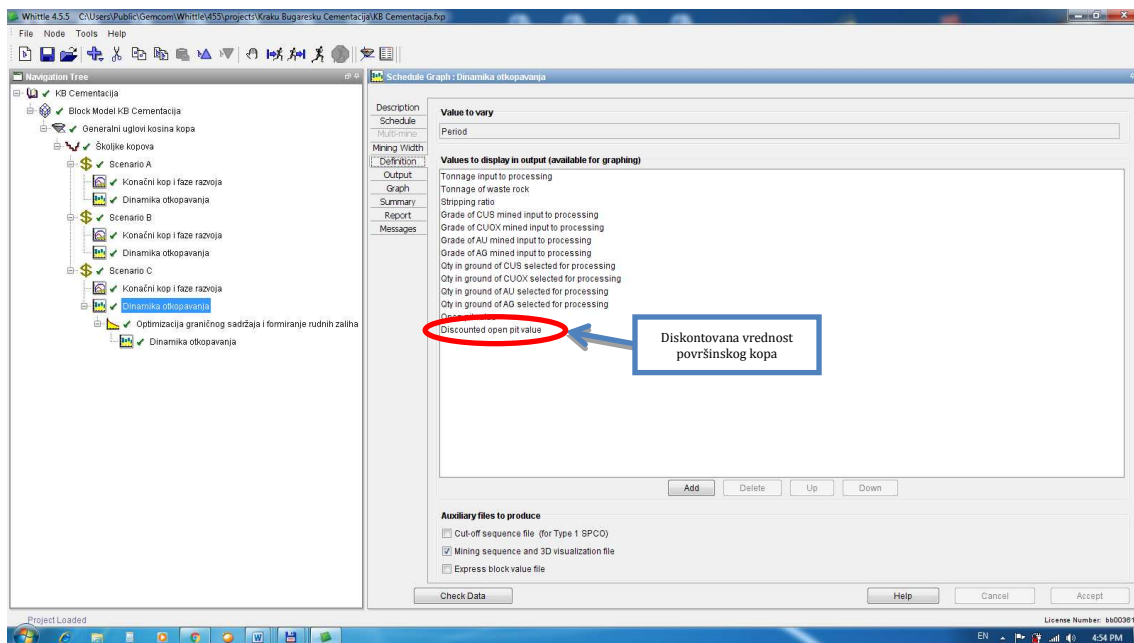 Whittle 4.5.5 C:\Users\Public\Gemcom\Whittle\455\projects\Kraku Bugaresku Cementacija\KB Cementacija.fxp
File Node Tools Help
Navigation Tree
KB Cementacija
Block Model KB Cementacija
Generalni uglovi kosina kopa
Školjke kopova
Scenario A
Konačni kop i faze razvoja
Dinamika otkopavanja
Scenario B
Konačni kop i faze razvoja
Dinamika otkopavanja
Scenario C
Konačni kop i faze razvoja
Dinamika otkopavanja
Optimizacija graničnog sadržaja i formiranje rudnih zaliha
Dinamika otkopavanja
Schedule Graph : Dinamika otkopavanja
Description
Schedule
Multi-mine
Mining Width
Definition
Output
Graph
Summary
Report
Messages
Value to vary
Period
Values to display in output (available for graphing)
Tonnage input to processing
Tonnage of waste rock
Stripping ratio
Grade of CUS mined input to processing
Grade of CUOX mined input to processing
Grade of AU mined input to processing
Grade of AG mined input to processing
Qty in ground of CUS selected for processing
Qty in ground of CUOX selected for processing
Qty in ground of AU selected for processing
Qty in ground of AG selected for processing
Open pit value
Discounted open pit value
Diskontovana vrednost
površinskog kopa
Add Delete Up Down
Auxiliary files to produce
Cut-off sequence file (for Type 1 SPCO)
Mining sequence and 3D visualization file
Express block value file
Check Data Help Cancel Accept
Project Loaded
License Number: bb00361
EN 4:54 PM